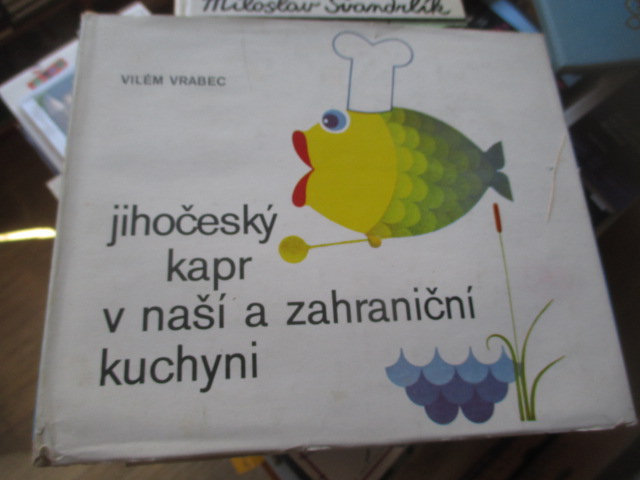 Miloslav Švandrlík
VILÉM VRABEC
jihočeský
kapr
v naší a zahraniční
kuchyni